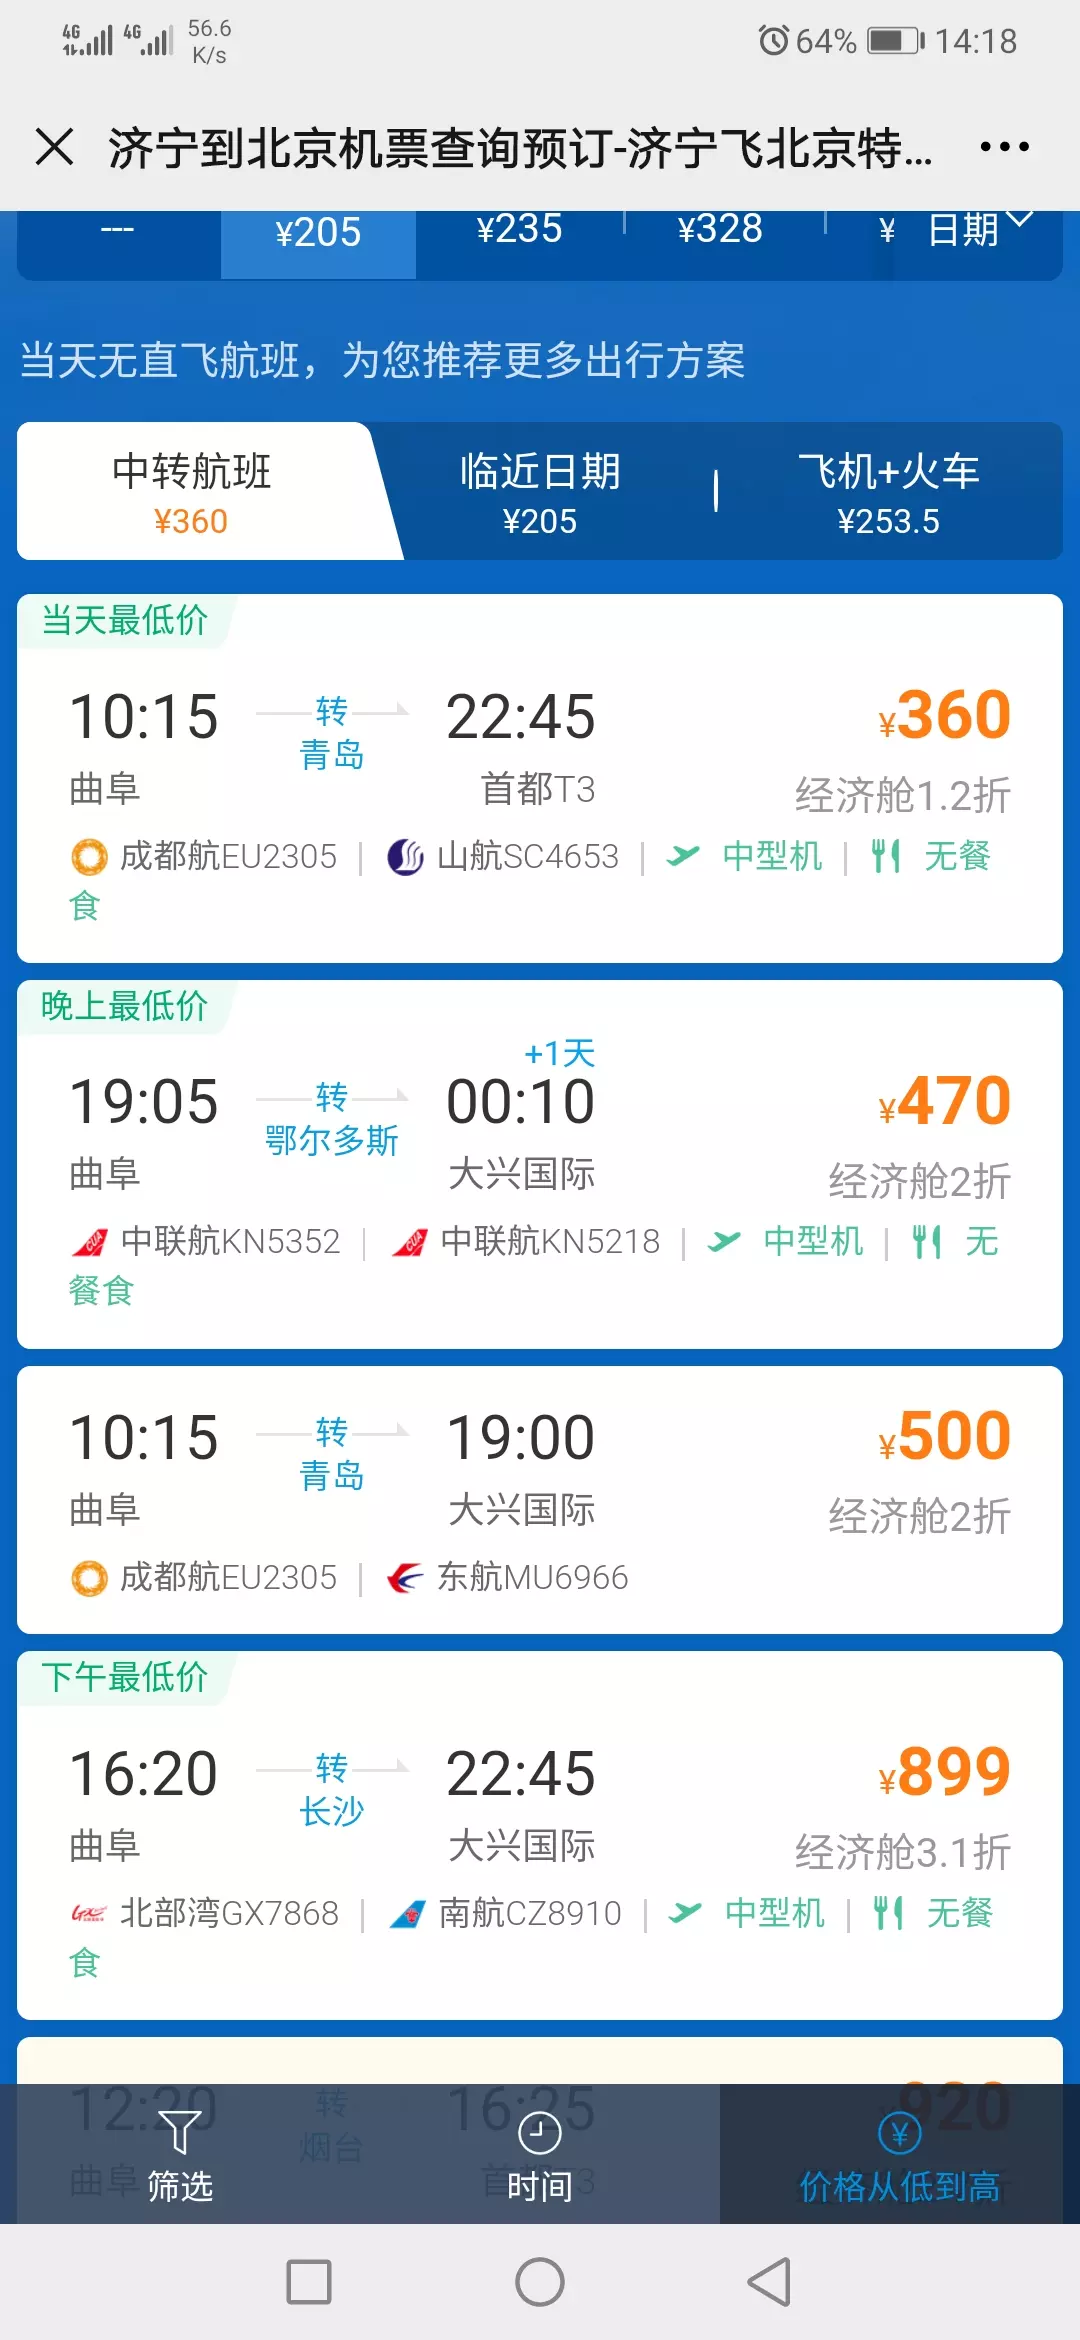 4G 4G 56.6 K/s 64% 14:18
济宁到北京机票查询预订-济宁飞北京特...
--- ¥205 ¥235 ¥328 ¥ 日期
当天无直飞航班，为您推荐更多出行方案
中转航班 临近日期 飞机+火车
¥360 ¥205 ¥253.5
当天最低价
10:15 转 22:45 ¥360
青岛
曲阜 首都T3 经济舱1.2折
成都航EU2305 | 山航SC4653 | 中型机 | 无餐
食
晚上最低价
+1天
19:05 转 00:10 ¥470
鄂尔多斯
曲阜 大兴国际 经济舱2折
中联航KN5352 | 中联航KN5218 | 中型机 | 无
餐食
10:15 转 19:00 ¥500
青岛
曲阜 大兴国际 经济舱2折
成都航EU2305 | 东航MU6966
下午最低价
16:20 转 22:45 ¥899
长沙
曲阜 大兴国际 经济舱3.1折
北部湾GX7868 | 南航CZ8910 | 中型机 | 无餐
食
12:20 转 16:25 920
烟台
曲阜 首都T3 折
筛选 时间 价格从低到高